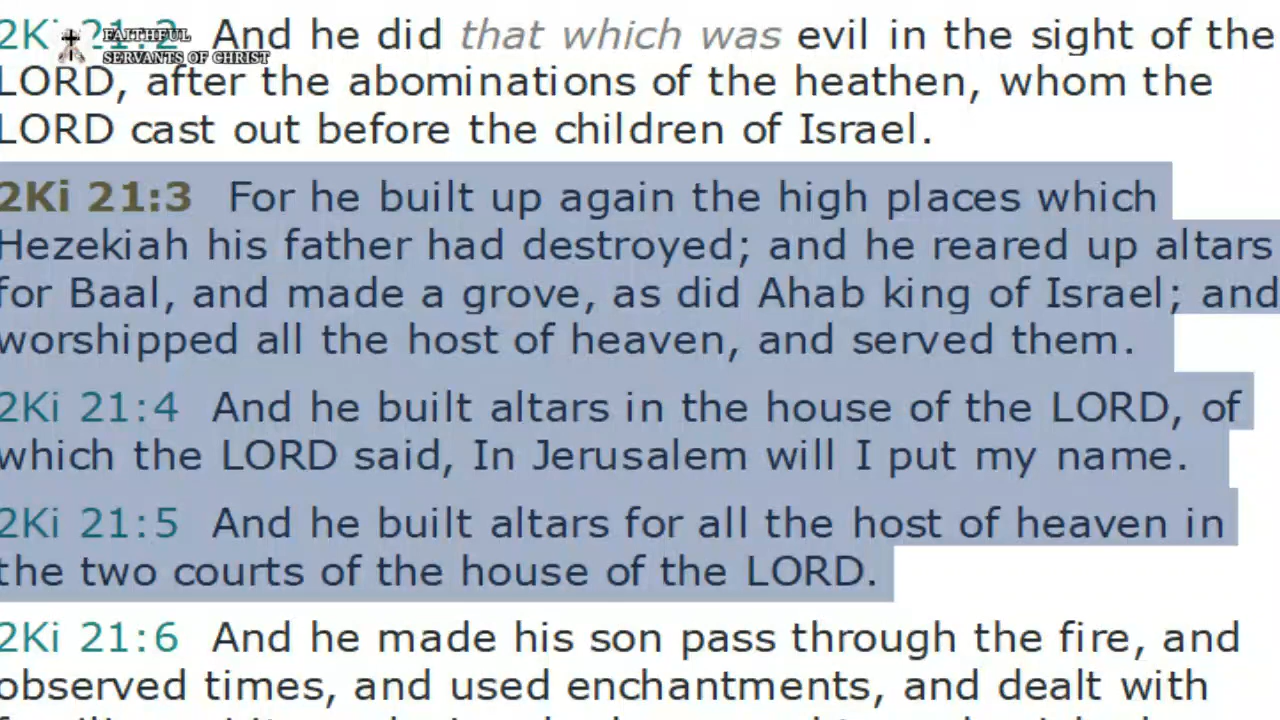 2Ki 21:2 And he did that which was evil in the sight of the
FAITHFUL
SERVANTS OF CHRIST
LORD, after the abominations of the heathen, whom the
LORD cast out before the children of Israel.
2Ki 21:3 For he built up again the high places which
Hezekiah his father had destroyed; and he reared up altars
for Baal, and made a grove, as did Ahab king of Israel; and
worshipped all the host of heaven, and served them.
2Ki 21:4 And he built altars in the house of the LORD, of
which the LORD said, In Jerusalem will I put my name.
2Ki 21:5 And he built altars for all the host of heaven in
the two courts of the house of the LORD.
2Ki 21:6 And he made his son pass through the fire, and
observed times, and used enchantments, and dealt with